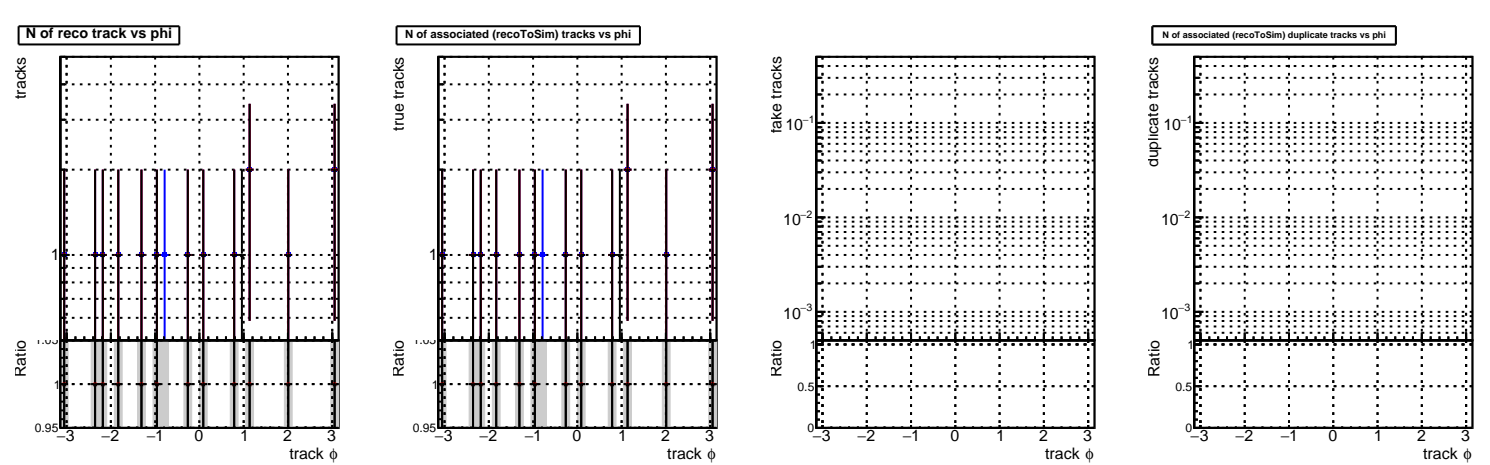 N of reco track vs phi
tracks
1
1.05
Ratio
1
0.95
−3 −2 −1 0 1 2 3
track ϕ
N of associated (recoToSim) tracks vs phi
true tracks
1
1.05
Ratio
1
0.95
−3 −2 −1 0 1 2 3
track ϕ
fake tracks
10−1
10−2
10−3
Ratio
1
0.5
0
−3 −2 −1 0 1 2 3
track ϕ
N of associated (recoToSim) duplicate tracks vs phi
duplicate tracks
10−1
10−2
10−3
Ratio
1
0.5
0
−3 −2 −1 0 1 2 3
track ϕ